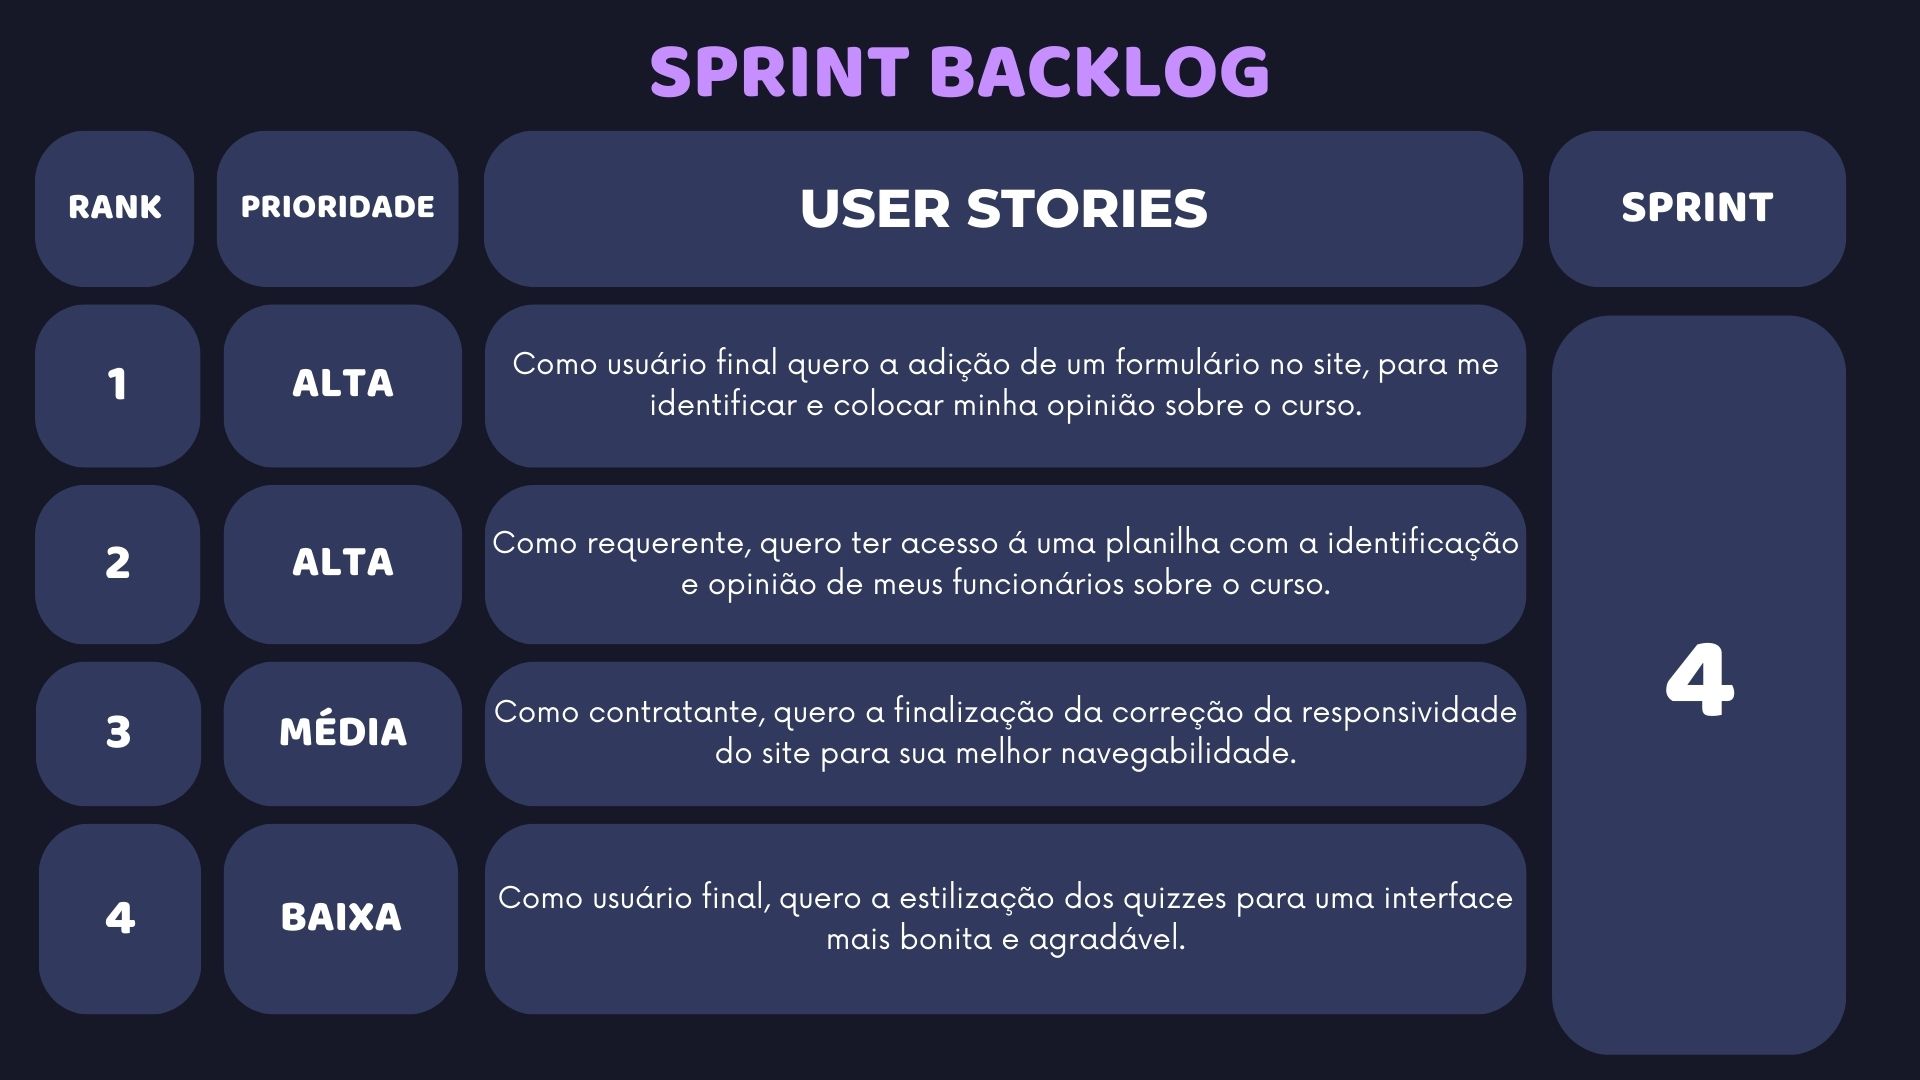 SPRINT BACKLOG
RANK
PRIORIDADE
USER STORIES
SPRINT
1
ALTA
Como usuário final quero a adição de um formulário no site, para me
identificar e colocar minha opinião sobre o curso.
2
ALTA
Como requerente, quero ter acesso á uma planilha com a identificação
e opinião de meus funcionários sobre o curso.
3
MÉDIA
Como contratante, quero a finalização da correção da responsividade
do site para sua melhor navegabilidade.
4
BAIXA
Como usuário final, quero a estilização dos quizzes para uma interface
mais bonita e agradável.
4